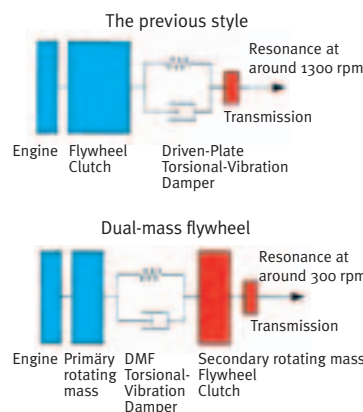 The previous style
Resonance at
around 1300 rpm
Transmission
Engine Flywheel Driven-Plate
Clutch Torsional-Vibration
Damper
Dual-mass flywheel
Resonance at
around 300 rpm
Transmission
Engine Primär DMF Secondary rotating mass
rotating Torsional- Flywheel
mass Vibration Clutch
Damper